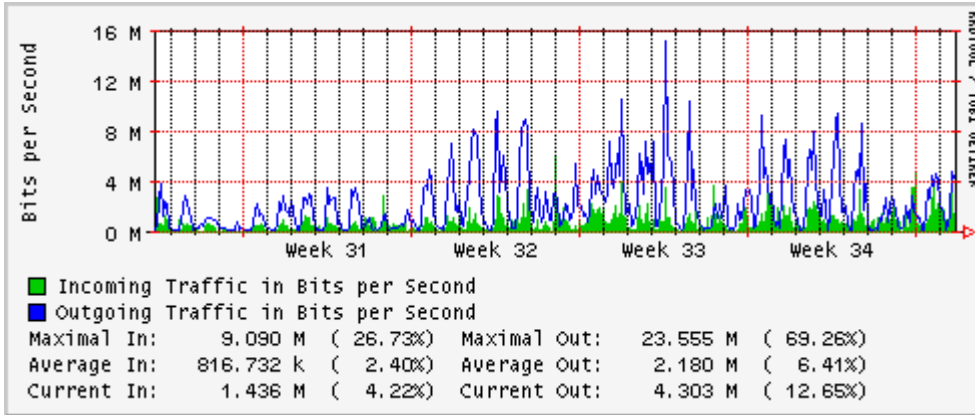 16 M
12 M
8 M
4 M
0 M
Bits per Second
Week 31 Week 32 Week 33 Week 34
Incoming Traffic in Bits per Second
Outgoing Traffic in Bits per Second
Maximal In: 9.090 M ( 26.73%) Maximal Out: 23.555 M ( 69.26%)
Average In: 816.732 k ( 2.40%) Average Out: 2.180 M ( 6.41%)
Current In: 1.436 M ( 4.22%) Current Out: 4.303 M ( 12.65%)